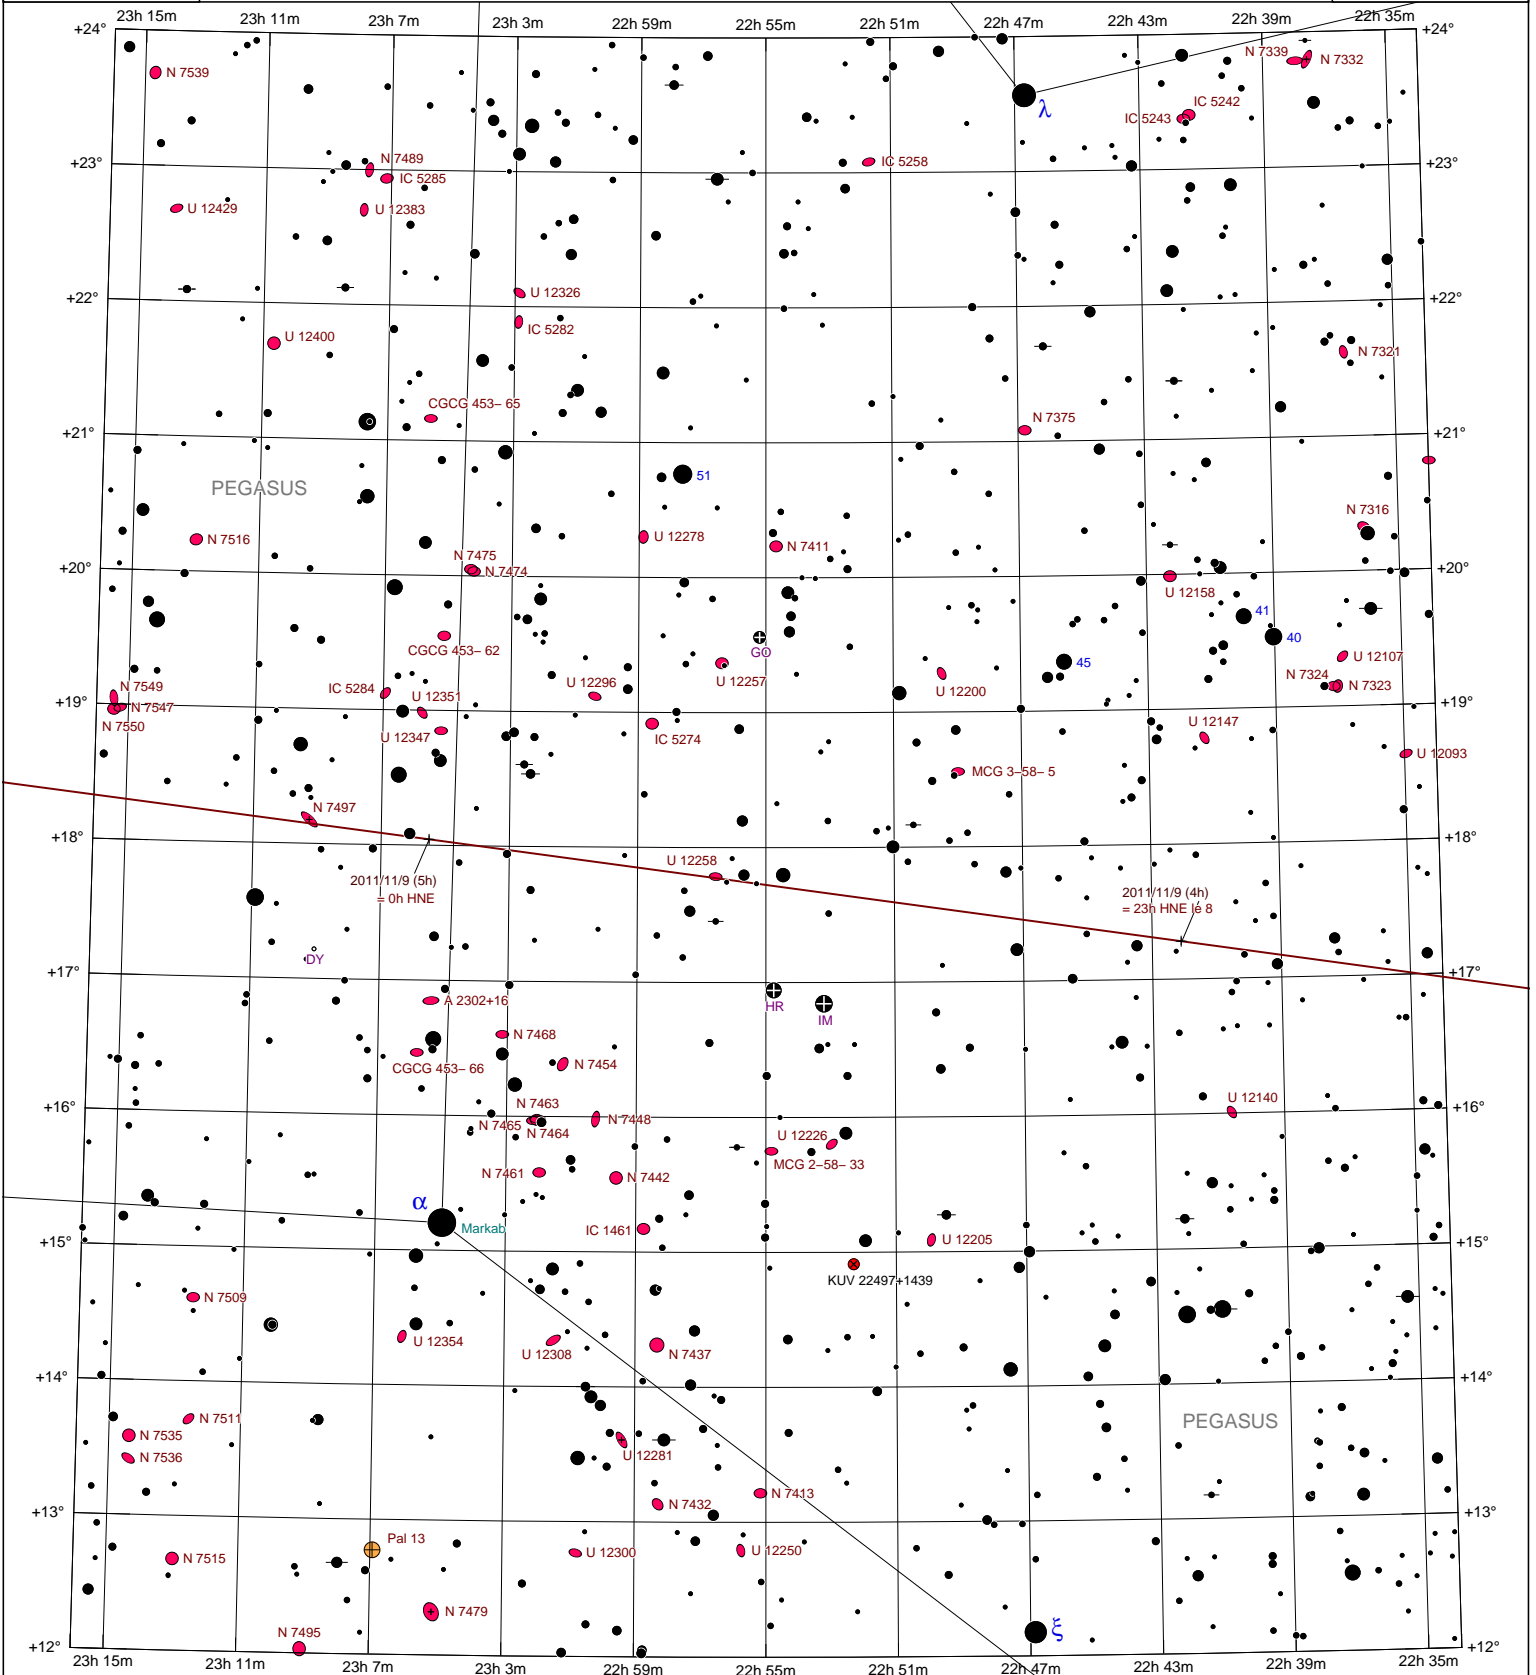 23h 15m 23h 11m 23h 7m 23h 3m 22h 59m 22h 55m 22h 51m 22h 47m 22h 43m 22h 39m 22h 35m
+24° +24°
N 7339 N 7332
N 7539
IC 5242
λ
IC 5243
N 7489 IC 5258
+23° +23°
IC 5285
U 12429 U 12383
U 12326
+22° +22°
IC 5282
U 12400
N 7321
CGCG 453– 65
N 7375
+21° +21°
51
PEGASUS
N 7316
N 7516 U 12278 N 7411
N 7475
+20° N 7474 +20°
U 12158
41
40
CGCG 453– 62 GO
45 U 12107
N 7324
N 7549 IC 5284 U 12351 U 12296 U 12257 U 12200 N 7323
+19° N 7547 +19°
N 7550 U 12347 IC 5274 U 12147
U 12093
MCG 3–58– 5
N 7497
+18° +18°
U 12258
2011/11/9 (5h)
= 0h HNE
2011/11/9 (4h)
= 23h HNE le 8
DY
+17° +17°
A 2302+16
HR IM
N 7468
CGCG 453– 66 N 7454
U 12140
N 7463
+16° +16°
N 7465 N 7464 N 7448
U 12226
MCG 2–58– 33
N 7461 N 7442
α
Markab IC 1461
+15° U 12205 +15°
KUV 22497+1439
N 7509
U 12354 U 12308 N 7437
+14° +14°
N 7511 PEGASUS
N 7535
N 7536 U 12281
N 7432 N 7413
+13° +13°
Pal 13
N 7515 U 12300 U 12250
N 7479
N 7495 ξ
+12° +12°
23h 15m 23h 11m 23h 7m 23h 3m 22h 59m 22h 55m 22h 51m 22h 47m 22h 43m 22h 39m 22h 35m